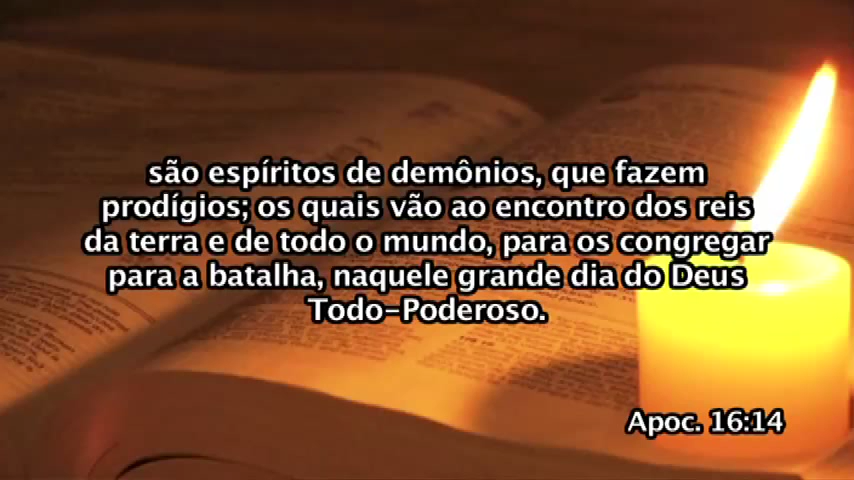 são espíritos de demônios, que fazem
prodígios; os quais vão ao encontro dos reis
da terra e de todo o mundo, para os congregar
para a batalha, naquele grande dia do Deus
Todo-Poderoso.
Apoc. 16:14